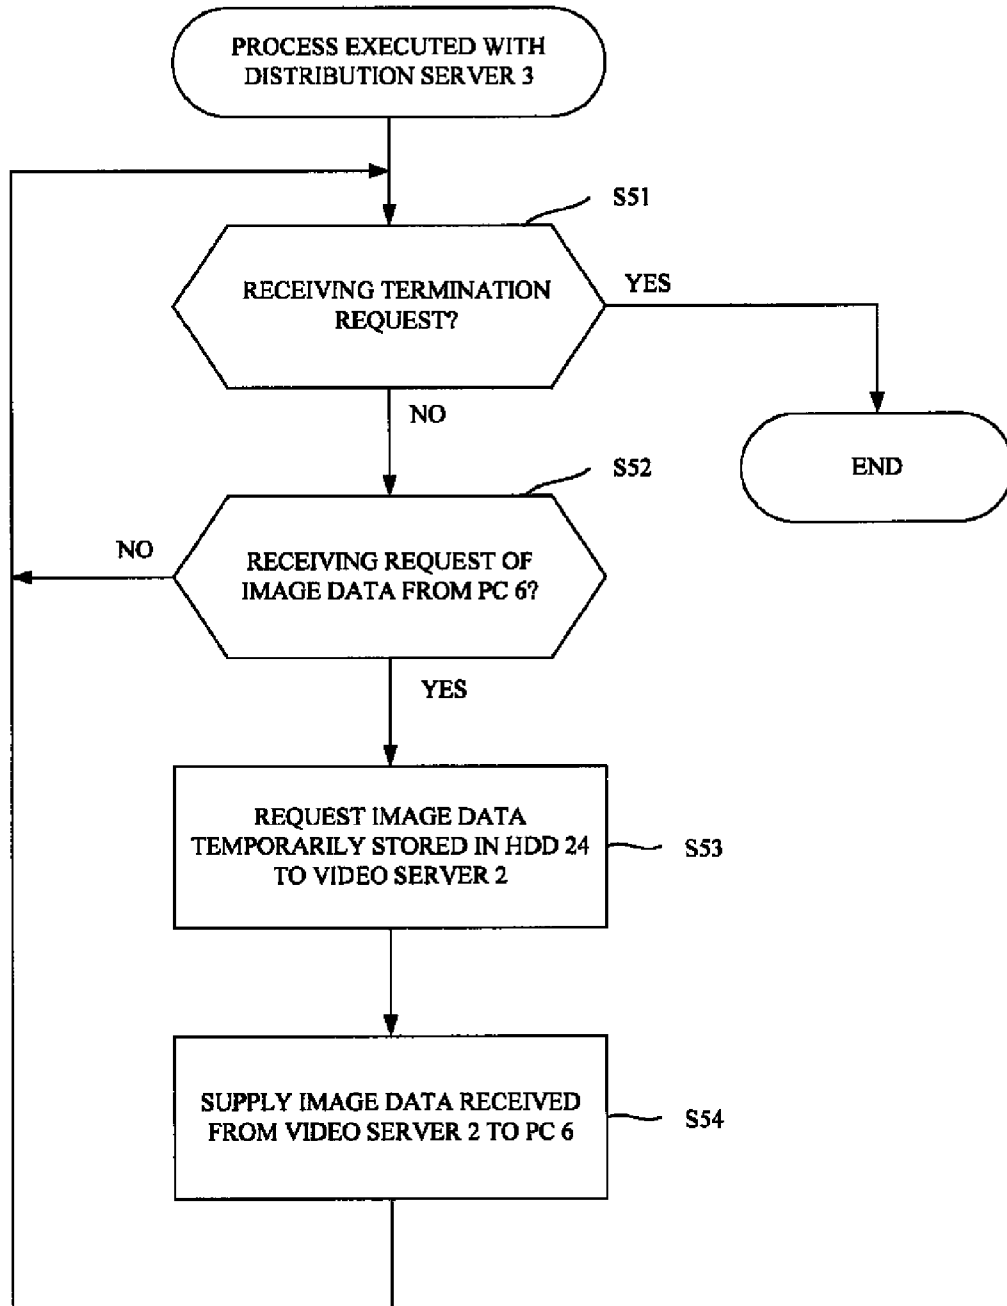 PROCESS EXECUTED WITH
DISTRIBUTION SERVER 3
S51
RECEIVING TERMINATION
REQUEST?
YES
NO
END
S52
RECEIVING REQUEST OF
IMAGE DATA FROM PC 6?
NO
YES
REQUEST IMAGE DATA
TEMPORARILY STORED IN HDD 24
TO VIDEO SERVER 2
S53
SUPPLY IMAGE DATA RECEIVED
FROM VIDEO SERVER 2 TO PC 6
S54